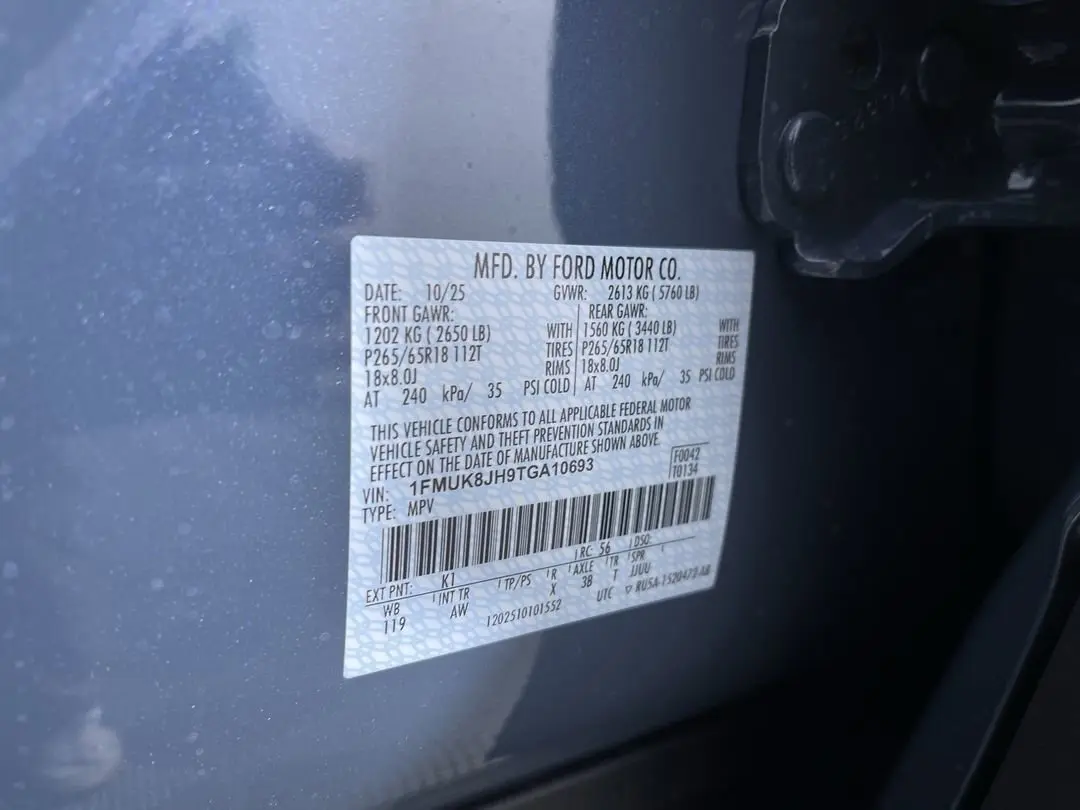 MFD. BY FORD MOTOR CO.
DATE: 10/25 GVWR: 2613 KG ( 5760 LB)
FRONT GAWR: REAR GAWR:
1202 KG ( 2650 LB) WITH 1560 KG ( 3440 LB) WITH
P265/65R18 112T TIRES P265/65R18 112T TIRES
18x8.0J RIMS 18x8.0J RIMS
AT 240 kPa/ 35 PSI COLD AT 240 kPa/ 35 PSI COLD
THIS VEHICLE CONFORMS TO ALL APPLICABLE FEDERAL MOTOR
VEHICLE SAFETY AND THEFT PREVENTION STANDARDS IN
EFFECT ON THE DATE OF MANUFACTURE SHOWN ABOVE.
F0042
T0134
VIN: 1FMUK8JH9TGA10693
TYPE: MPV
EXT PNT: K1 RC: 56 DSO:
WB INT TR TP/PS R AXLE TR SPR
119 AW X 3B T JJUU
1202510101552 UTC ▽ RU5A-1520472-AB